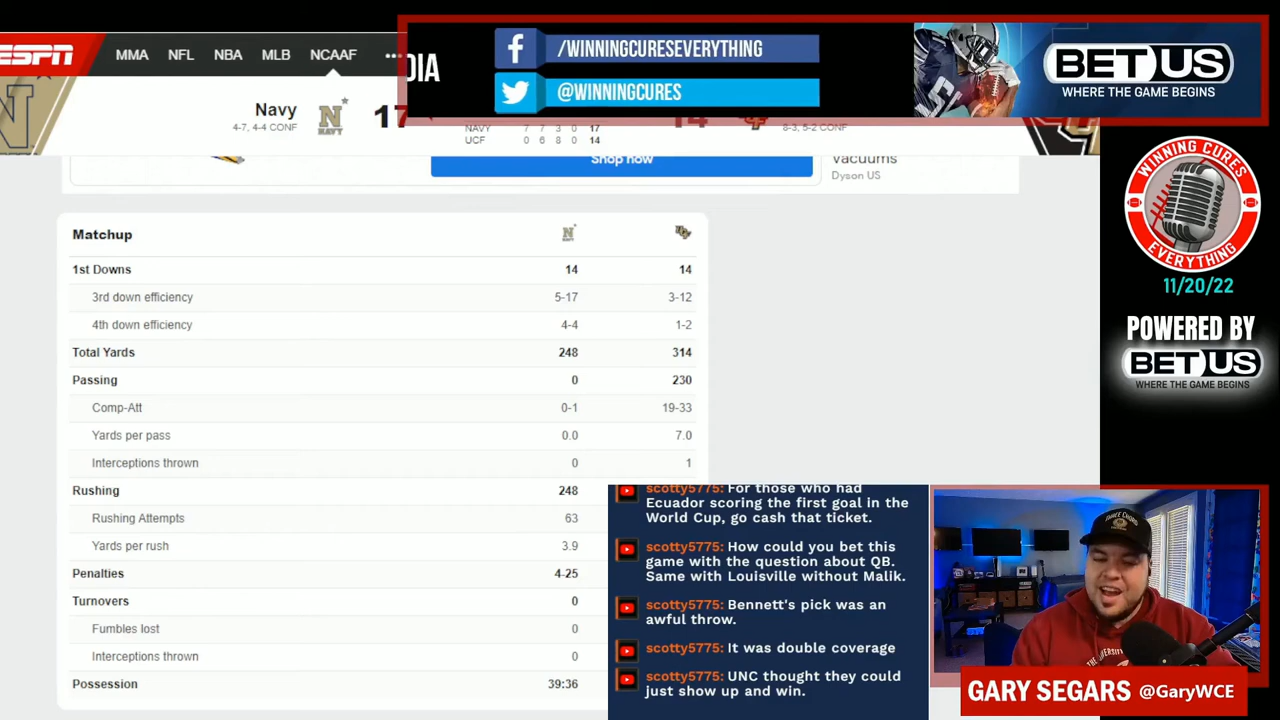 ESPN
MMA NFL NBA MLB NCAAF ...
DIA
/WINNINGCURESEVERYTHING
@WINNINGCURES
BETUS
WHERE THE GAME BEGINS
Navy
4-7, 4-4 CONF
NAVY
17
NAVY 7 7 3 0 17
UCF 0 6 8 0 14
14
8-3, 5-2 CONF
Shop now
Vacuums
Dyson US
WINNING CURES EVERYTHING
11/20/22
POWERED BY
BETUS
WHERE THE GAME BEGINS
Matchup
1st Downs 14 14
3rd down efficiency 5-17 3-12
4th down efficiency 4-4 1-2
Total Yards 248 314
Passing 0 230
Comp-Att 0-1 19-33
Yards per pass 0.0 7.0
Interceptions thrown 0 1
Rushing 248
Rushing Attempts 63
Yards per rush 3.9
Penalties 4-25
Turnovers 0
Fumbles lost 0
Interceptions thrown 0
Possession 39:36
scotty5775: For those who had
Ecuador scoring the first goal in the
World Cup, go cash that ticket.
scotty5775: How could you bet this
game with the question about QB.
Same with Louisville without Malik.
scotty5775: Bennett's pick was an
awful throw.
scotty5775: It was double coverage
scotty5775: UNC thought they could
just show up and win.
GARY SEGARS @GaryWCE